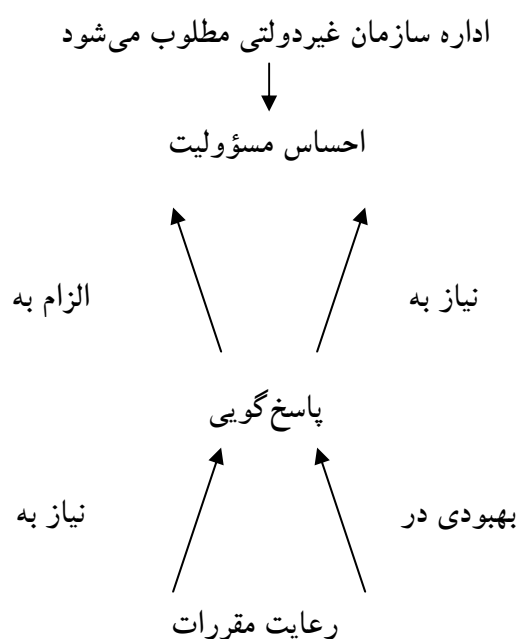 اداره سازمان غیردولتی مطلوب می‌شود
احساس مسؤولیت
نیاز به
الزام به
پاسخ‌گویی
بهبودی در
نیاز به
رعایت مقررات